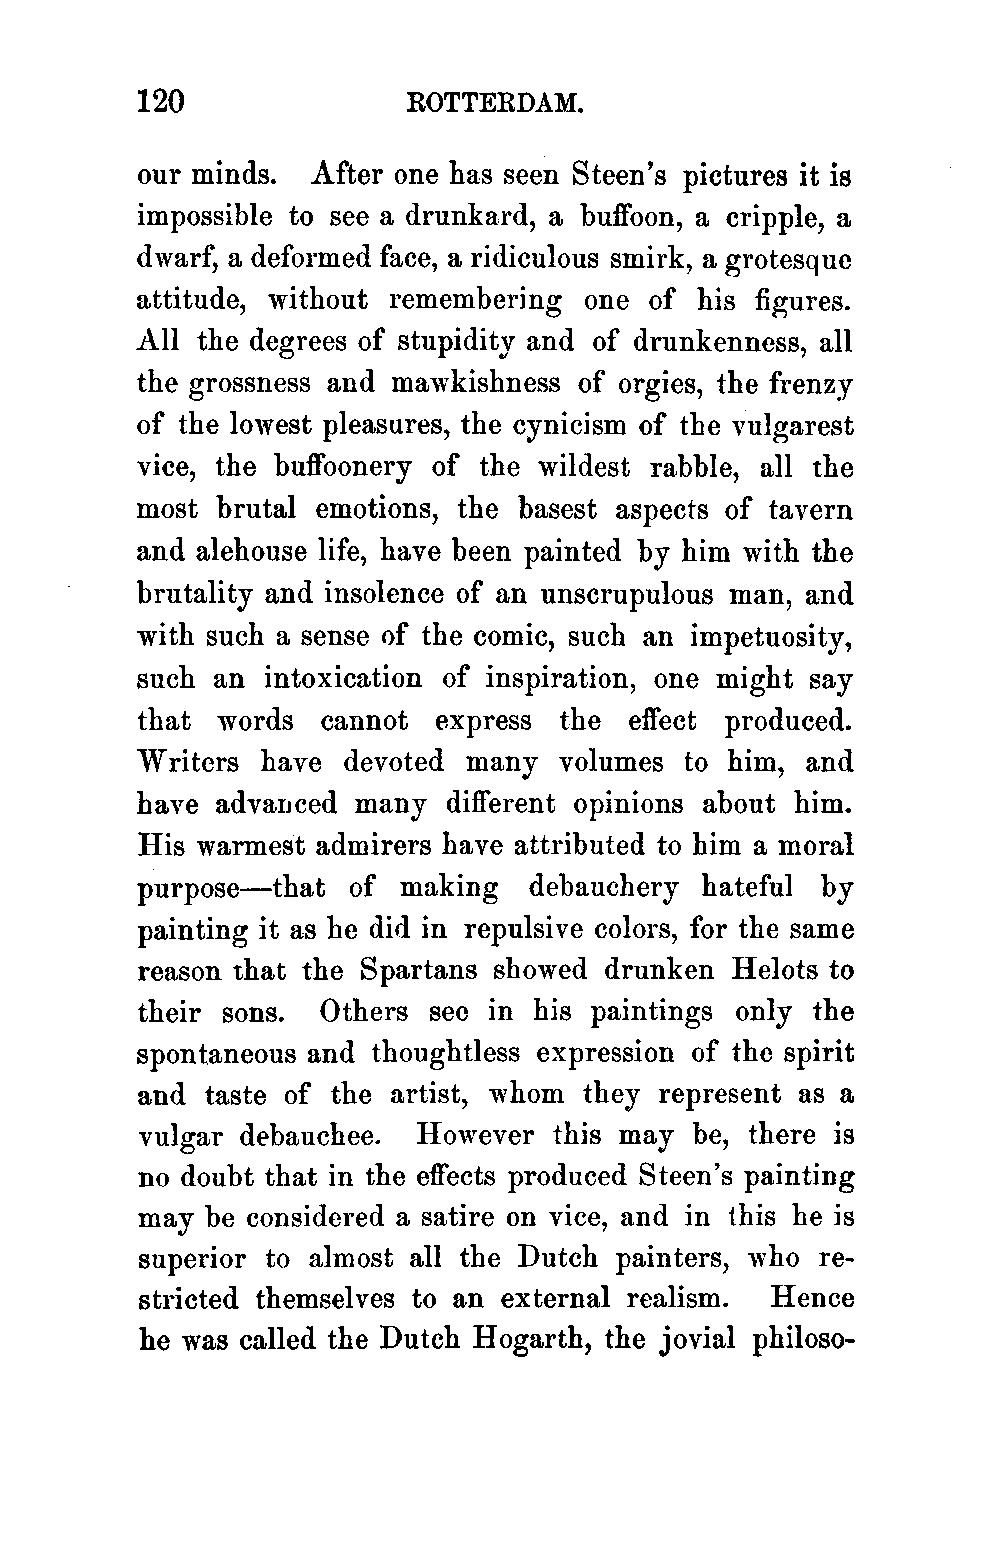 120 ROTTERDAM.
our minds. After one has seen Steen's pictures it is
impossible to see a drunkard, a buffoon, a cripple, a
dwarf, a deformed face, a ridiculous smirk, a grotesque
attitude, without remembering one of his figures.
All the degrees of stupidity and of drunkenness, all
the grossness and mawkishness of orgies, the frenzy
of the lowest pleasures, the cynicism of the vulgarest
vice, the buffoonery of the wildest rabble, all the
most brutal emotions, the basest aspects of tavern
and alehouse life, have been painted by him with the
brutality and insolence of an unscrupulous man, and
with such a sense of the comic, such an impetuosity,
such an intoxication of inspiration, one might say
that words cannot express the effect produced.
Writers have devoted many volumes to him, and
have advanced many different opinions about him.
His warmest admirers have attributed to him a moral
purpose—that of making debauchery hateful by
painting it as he did in repulsive colors, for the same
reason that the Spartans showed drunken Helots to
their sons. Others see in his paintings only the
spontaneous and thoughtless expression of the spirit
and taste of the artist, whom they represent as a
vulgar debauchee. However this may be, there is
no doubt that in the effects produced Steen's painting
may be considered a satire on vice, and in this he is
superior to almost all the Dutch painters, who re-
stricted themselves to an external realism. Hence
he was called the Dutch Hogarth, the jovial philoso-